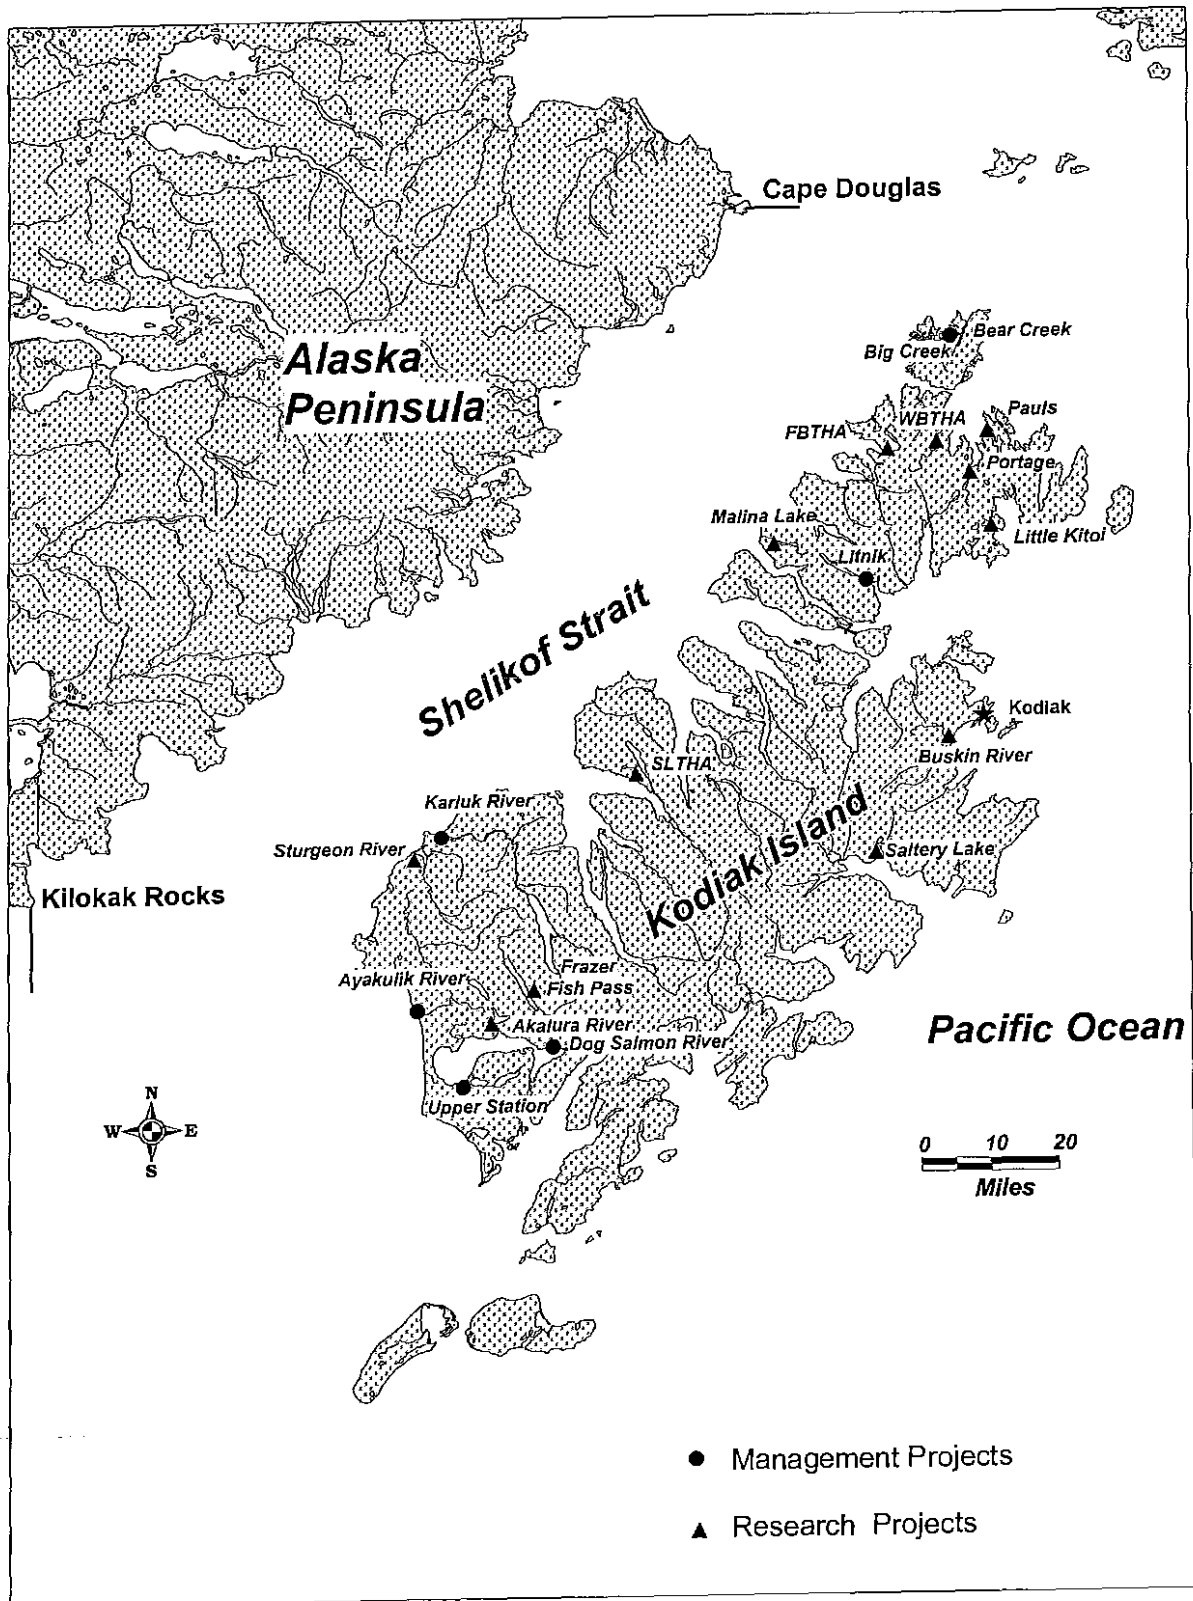 Cape Douglas
Alaska
Peninsula
Bear Creek
Big Creek
Pauls
WBTHA
FBTHA
Portage
Malina Lake
Little Kitoi
Litnik
Shelikof Strait
Kodiak
Buskin River
SLTHA
Karluk River
Kodiak Island
Sturgeon River
Saltery Lake
Kilokak Rocks
Frazer
Fish Pass
Ayakulik River
Akalura River
Dog Salmon River
Pacific Ocean
Upper Station
N
W E
S
0 10 20
Miles
Management Projects
Research Projects